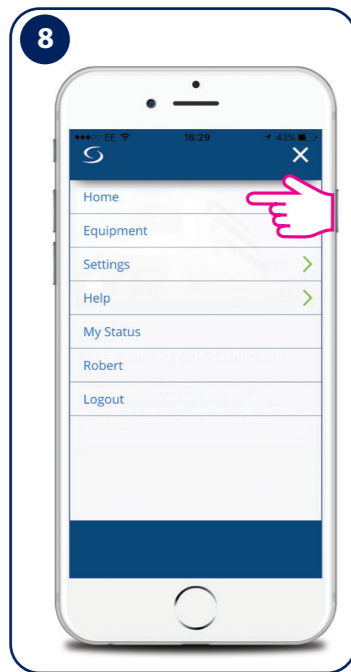 8
EE 16:29 43%
Home
Equipment
Settings
Help
My Status
Robert
Logout